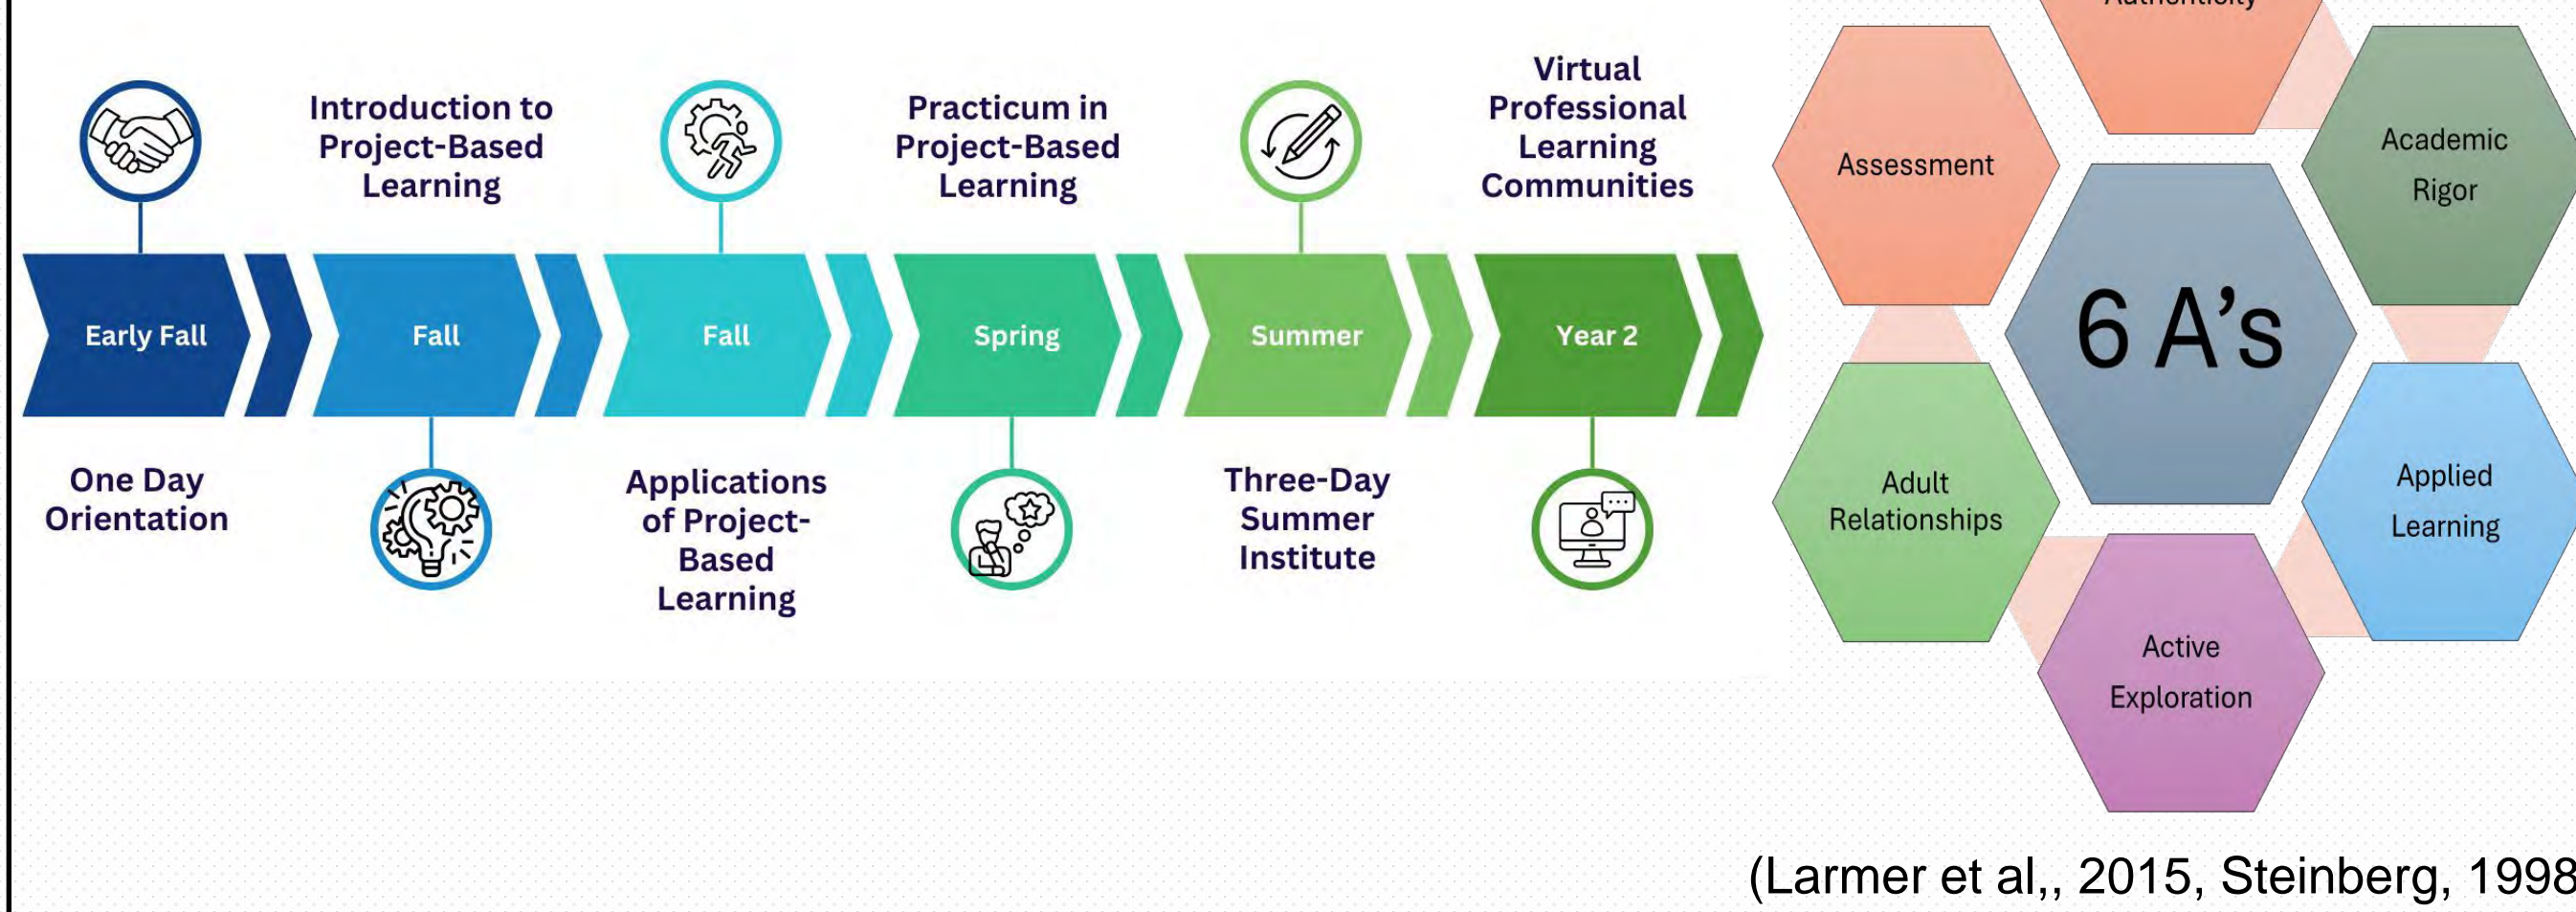 Introduction to
Project-Based
Learning
Practicum in
Project-Based
Learning
Virtual
Professional
Learning
Communities
Early Fall
Fall
Fall
Spring
Summer
Year 2
One Day
Orientation
Applications
of Project-
Based
Learning
Three-Day
Summer
Institute
Authenticity
Assessment
Academic
Rigor
6 A's
Adult
Relationships
Applied
Learning
Active
Exploration
(Larmer et al,, 2015, Steinberg, 1998